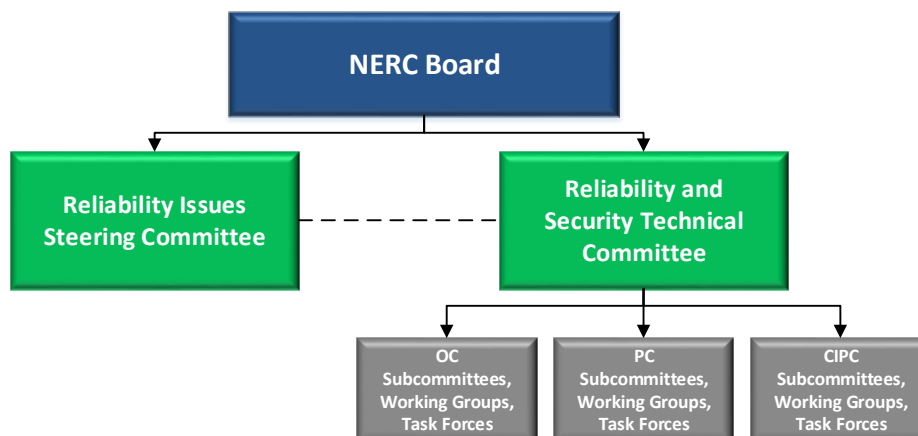 NERC Board
Reliability Issues
Steering Committee
Reliability and
Security Technical
Committee
OC
Subcommittees,
Working Groups,
Task Forces
PC
Subcommittees,
Working Groups,
Task Forces
CIPC
Subcommittees,
Working Groups,
Task Forces